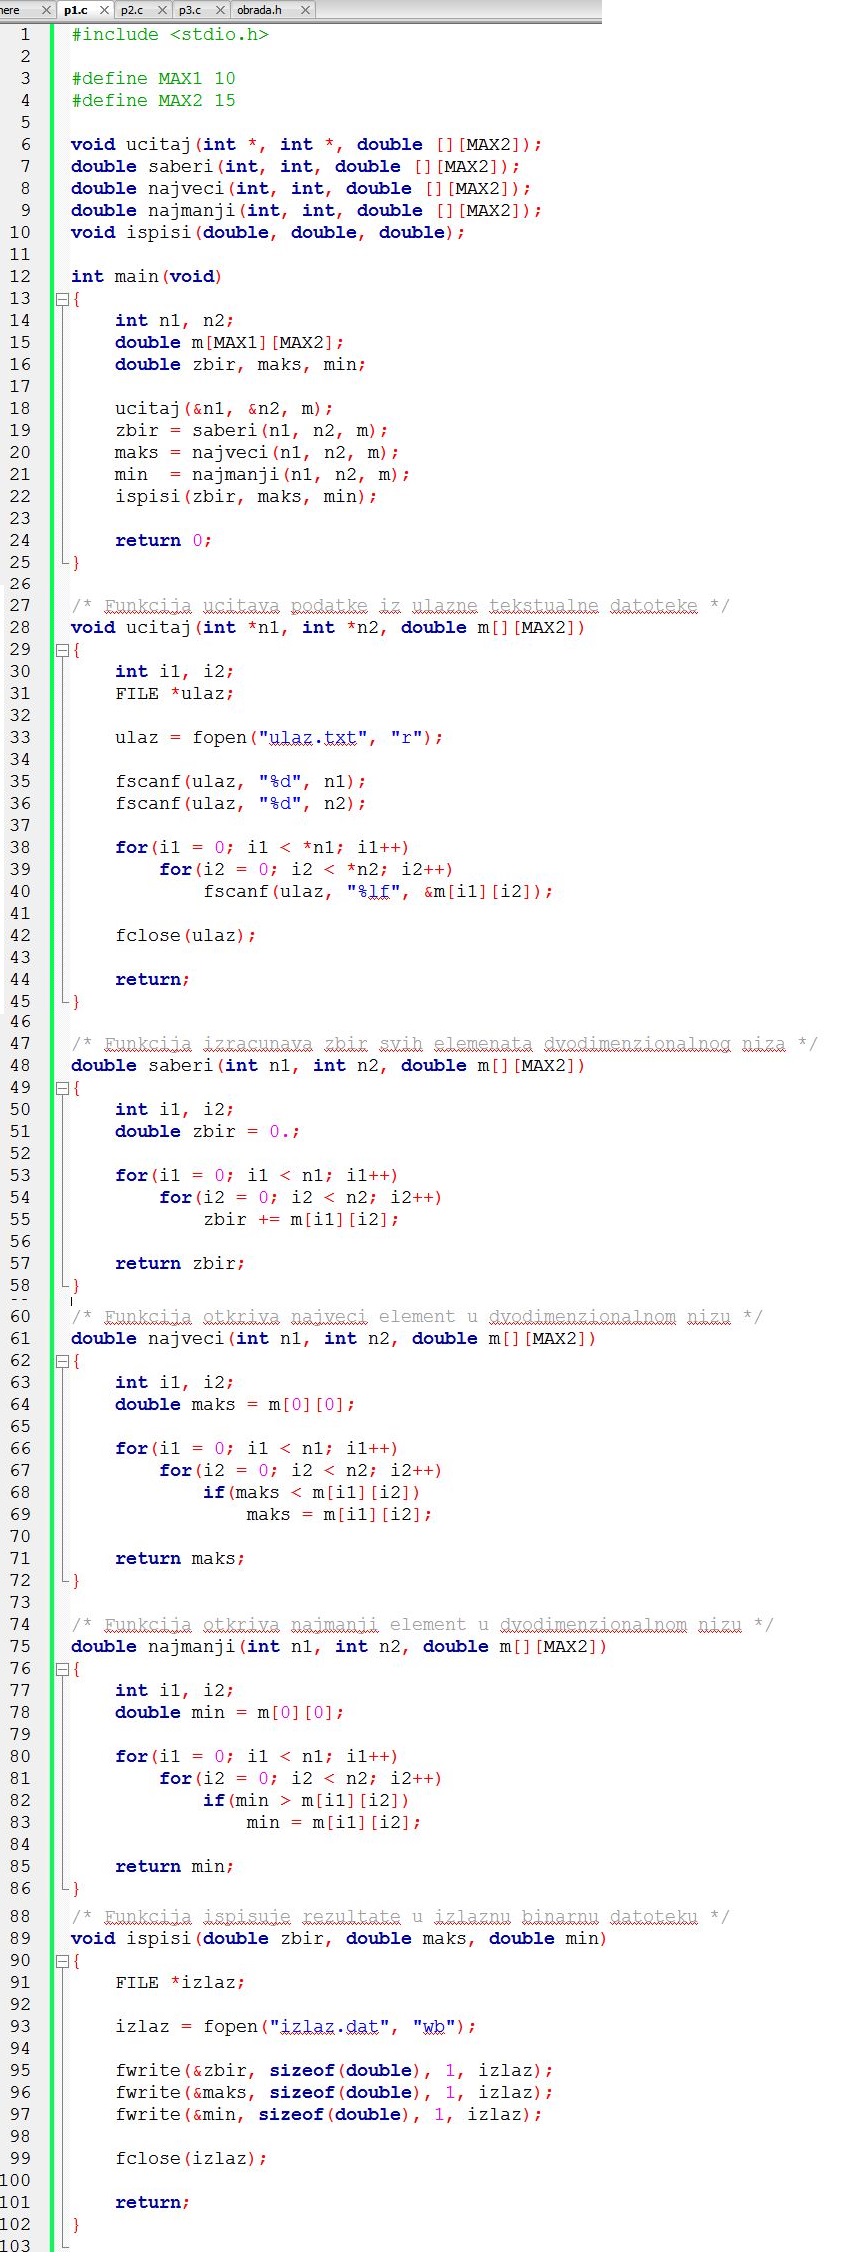 here p1.c p2.c p3.c obrada.h
1 #include <stdio.h>
2
3 #define MAX1 10
4 #define MAX2 15
5
6 void ucitaj(int *, int *, double [][MAX2]);
7 double saberi(int, int, double [][MAX2]);
8 double najveci(int, int, double [][MAX2]);
9 double najmanji(int, int, double [][MAX2]);
10 void ispisi(double, double, double);
11
12 int main(void)
13 {
14 int n1, n2;
15 double m[MAX1][MAX2];
16 double zbir, maks, min;
17
18 ucitaj(&n1, &n2, m);
19 zbir = saberi(n1, n2, m);
20 maks = najveci(n1, n2, m);
21 min  = najmanji(n1, n2, m);
22 ispisi(zbir, maks, min);
23
24 return 0;
25 }
26
27 /* Funkcija ucitava podatke iz ulazne tekstualne datoteke */
28 void ucitaj(int *n1, int *n2, double m[][MAX2])
29 {
30 int i1, i2;
31 FILE *ulaz;
32
33 ulaz = fopen("ulaz.txt", "r");
34
35 fscanf(ulaz, "%d", n1);
36 fscanf(ulaz, "%d", n2);
37
38 for(i1 = 0; i1 < *n1; i1++)
39 for(i2 = 0; i2 < *n2; i2++)
40 fscanf(ulaz, "%lf", &m[i1][i2]);
41
42 fclose(ulaz);
43
44 return;
45 }
46
47 /* Funkcija izracunava zbir svih elemenata dvodimenzionalnog niza */
48 double saberi(int n1, int n2, double m[][MAX2])
49 {
50 int i1, i2;
51 double zbir = 0.;
52
53 for(i1 = 0; i1 < n1; i1++)
54 for(i2 = 0; i2 < n2; i2++)
55 zbir += m[i1][i2];
56
57 return zbir;
58 }
60 /* Funkcija otkriva najveci element u dvodimenzionalnom nizu */
61 double najveci(int n1, int n2, double m[][MAX2])
62 {
63 int i1, i2;
64 double maks = m[0][0];
65
66 for(i1 = 0; i1 < n1; i1++)
67 for(i2 = 0; i2 < n2; i2++)
68 if(maks < m[i1][i2])
69 maks = m[i1][i2];
70
71 return maks;
72 }
73
74 /* Funkcija otkriva najmanji element u dvodimenzionalnom nizu */
75 double najmanji(int n1, int n2, double m[][MAX2])
76 {
77 int i1, i2;
78 double min = m[0][0];
79
80 for(i1 = 0; i1 < n1; i1++)
81 for(i2 = 0; i2 < n2; i2++)
82 if(min > m[i1][i2])
83 min = m[i1][i2];
84
85 return min;
86 }
88 /* Funkcija ispisuje rezultate u izlaznu binarnu datoteku */
89 void ispisi(double zbir, double maks, double min)
90 {
91 FILE *izlaz;
92
93 izlaz = fopen("izlaz.dat", "wb");
94
95 fwrite(&zbir, sizeof(double), 1, izlaz);
96 fwrite(&maks, sizeof(double), 1, izlaz);
97 fwrite(&min, sizeof(double), 1, izlaz);
98
99 fclose(izlaz);
100
101 return;
102 }
103